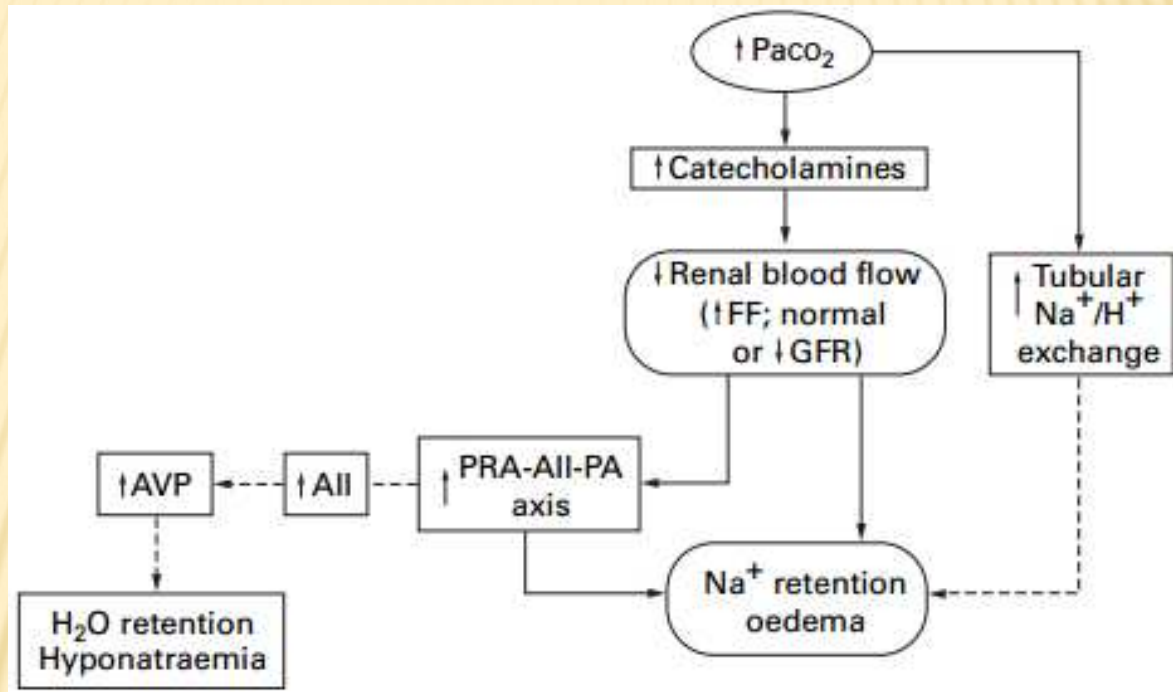 ↑Paco₂
↑Catecholamines
↓Renal blood flow
(↑FF; normal
or ↓GFR)
↑ Tubular
Na⁺/H⁺
exchange
↑AVP
↑AII
↑ PRA-AII-PA
axis
Na⁺ retention
oedema
H₂O retention
Hyponatraemia